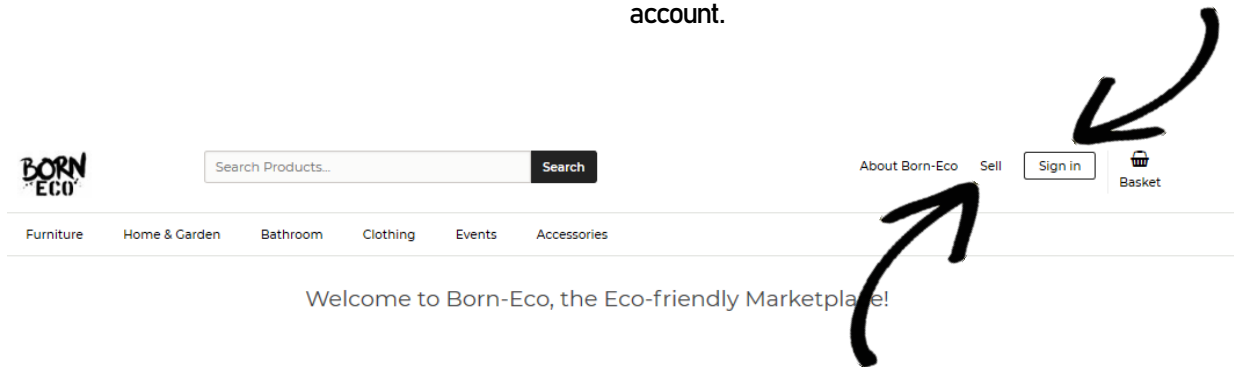 account.
BORN
ECO
Search Products...
Search
About Born-Eco
Sell
Sign in
Basket
Furniture
Home & Garden
Bathroom
Clothing
Events
Accessories
Welcome to Born-Eco, the Eco-friendly Marketplace!